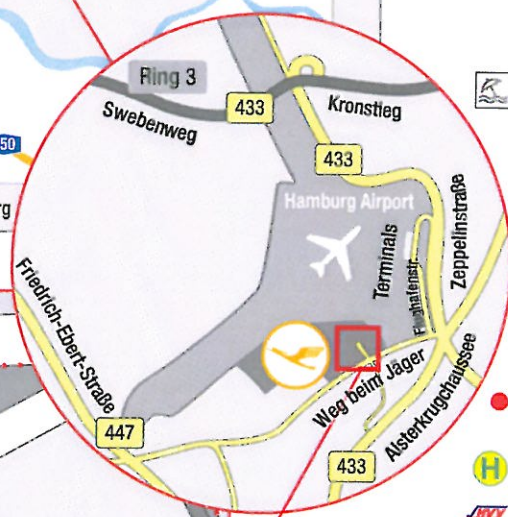 Ring 3
433
Kronstieg
Swebenweg
433
50
rg
Hamburg Airport
Zeppelinstraße
Terminals
Flughafenstr.
Friedrich-Ebert-Straße
Weg beim Jäger
Alsterkrugchaussee
447
433
H
HVV